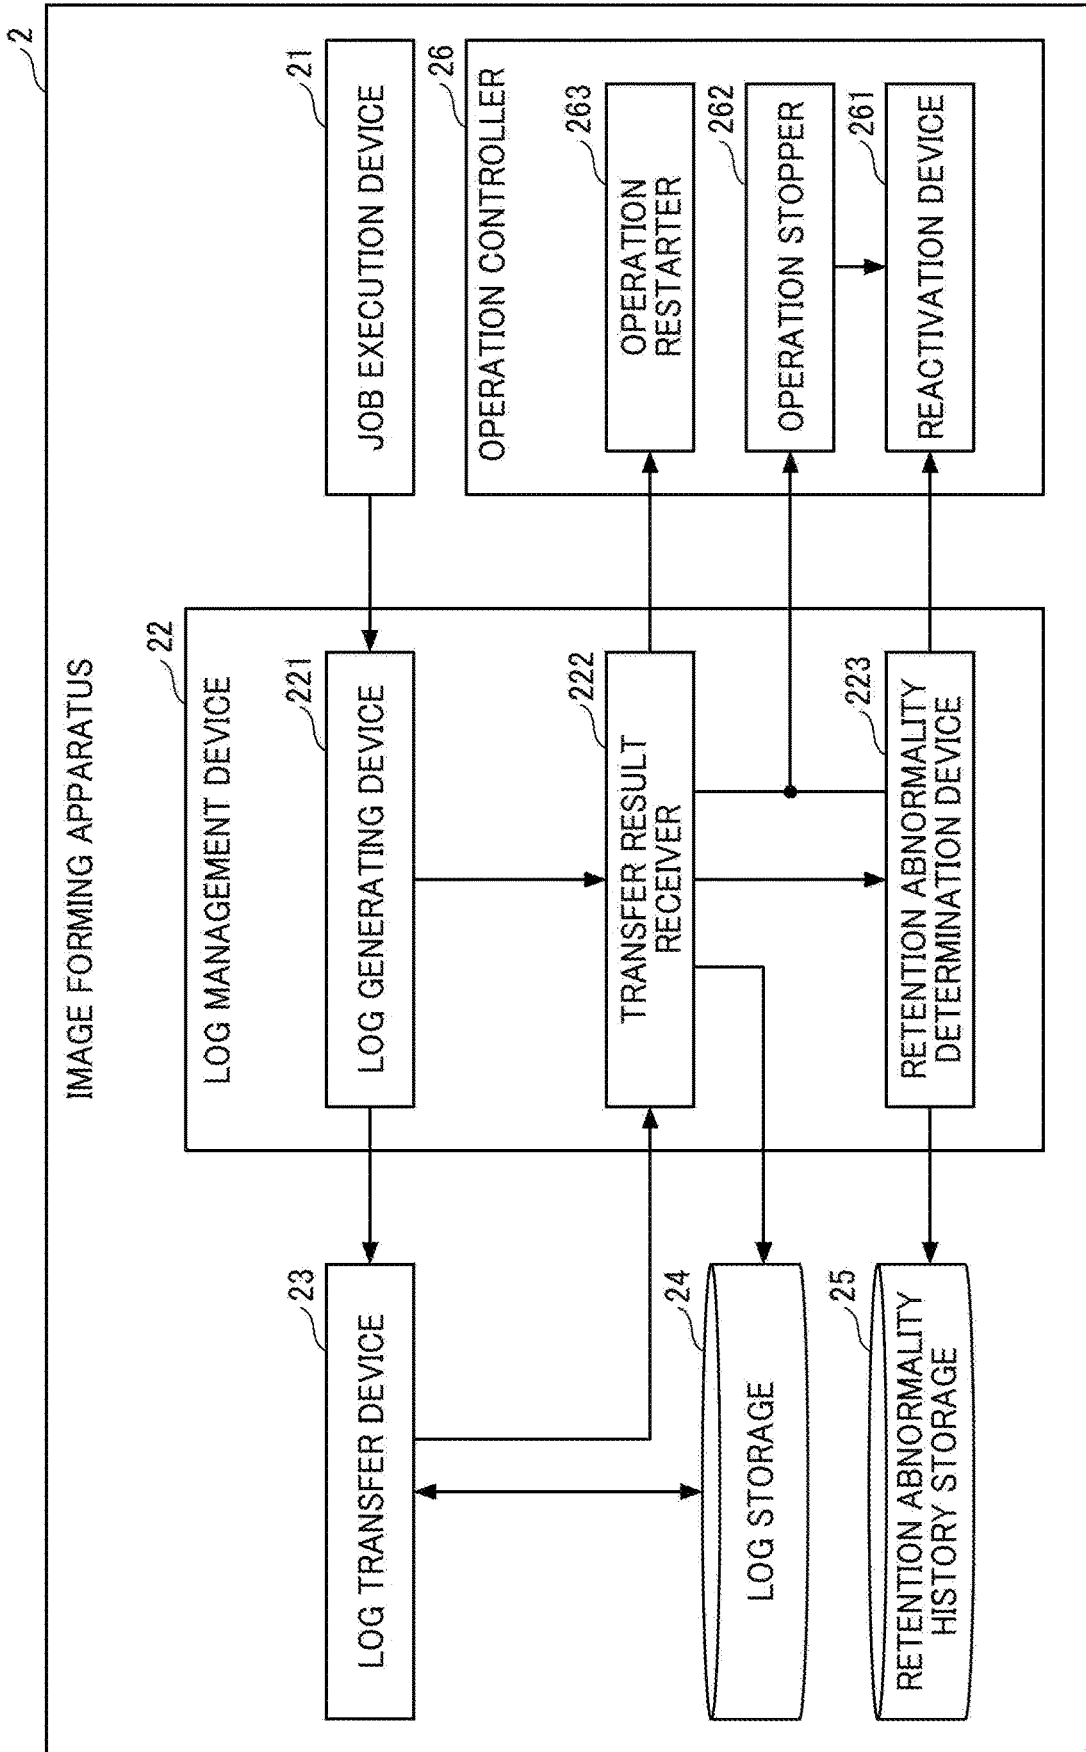 2
IMAGE FORMING APPARATUS
22
LOG MANAGEMENT DEVICE
23
LOG TRANSFER DEVICE
221
LOG GENERATING DEVICE
21
JOB EXECUTION DEVICE
26
OPERATION CONTROLLER
222
TRANSFER RESULT
RECEIVER
263
OPERATION
RESTARTER
24
LOG STORAGE
262
OPERATION STOPPER
25
RETENTION ABNORMALITY
HISTORY STORAGE
223
RETENTION ABNORMALITY
DETERMINATION DEVICE
261
REACTIVATION DEVICE